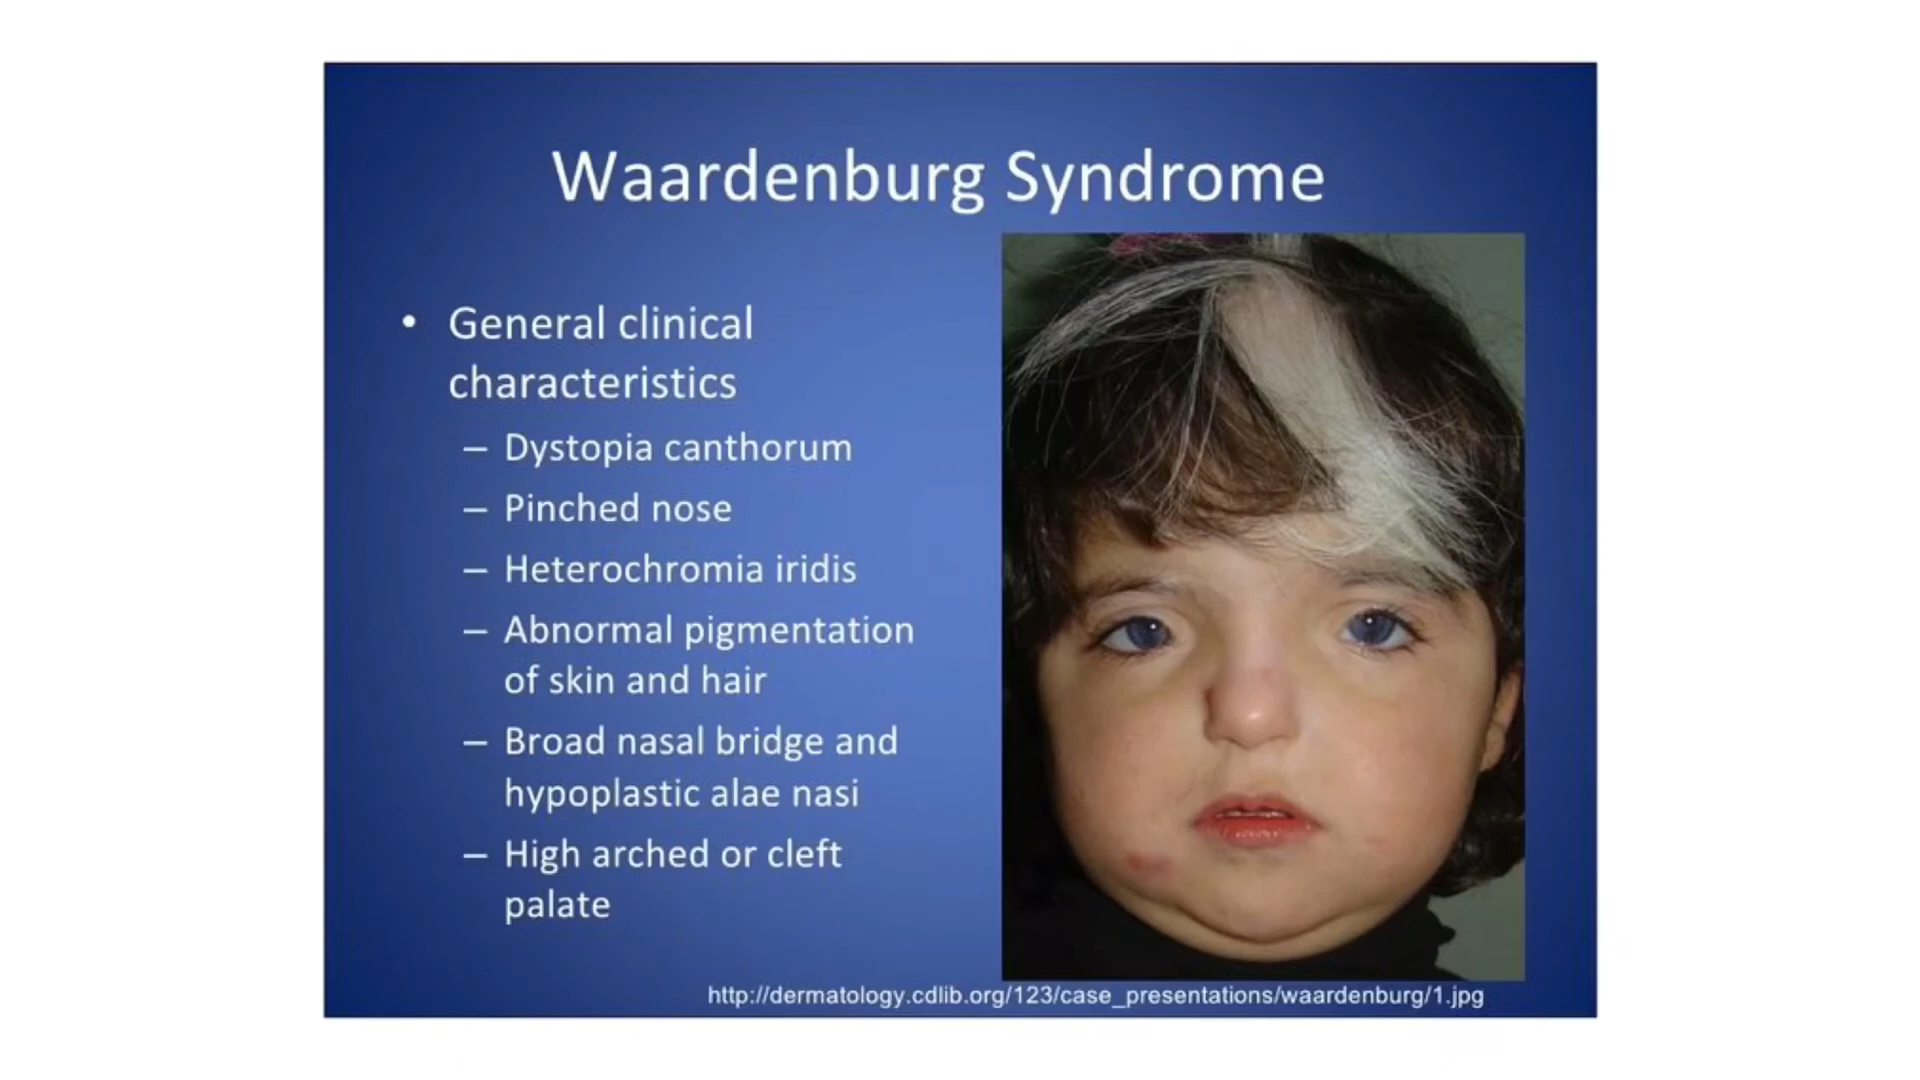 Waardenburg Syndrome
• General clinical
characteristics
– Dystopia canthorum
– Pinched nose
– Heterochromia iridis
– Abnormal pigmentation
of skin and hair
– Broad nasal bridge and
hypoplastic alae nasi
– High arched or cleft
palate
http://dermatology.cdlib.org/123/case_presentations/waardenburg/1.jpg